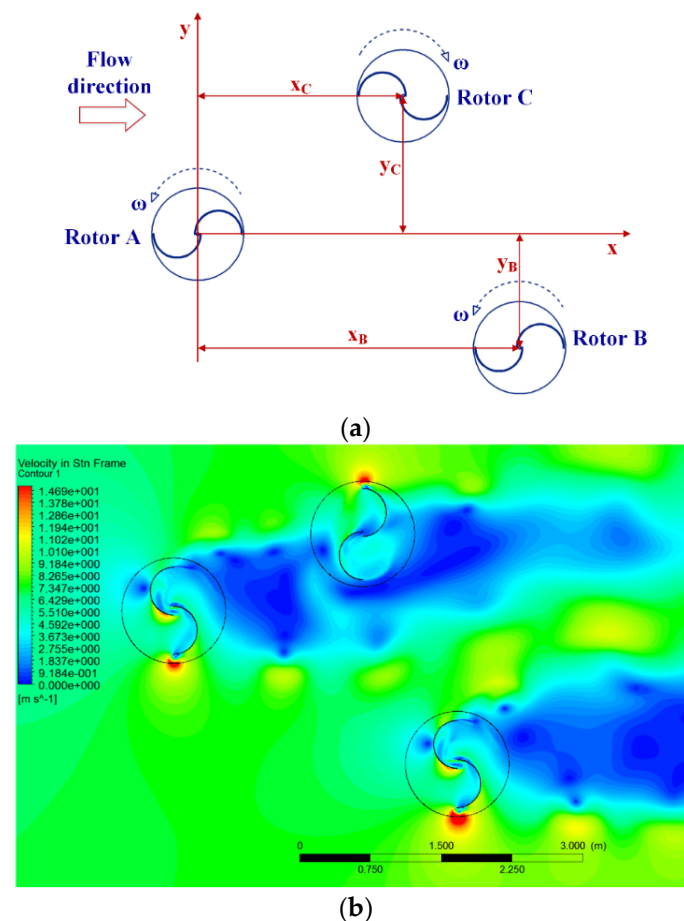 y
Flow
direction
ω
x_C
Rotor C
y_C
ω
Rotor A
x
y_B
ω
x_B
Rotor B
(a)
Velocity in Stn Frame
Contour 1
1.469e+001
1.378e+001
1.286e+001
1.194e+001
1.102e+001
1.010e+001
9.184e+000
8.265e+000
7.347e+000
6.429e+000
5.510e+000
4.592e+000
3.673e+000
2.755e+000
1.837e+000
9.184e-001
0.000e+000
[m s^-1]
0 1.500 3.000 (m)
0.750 2.250
(b)